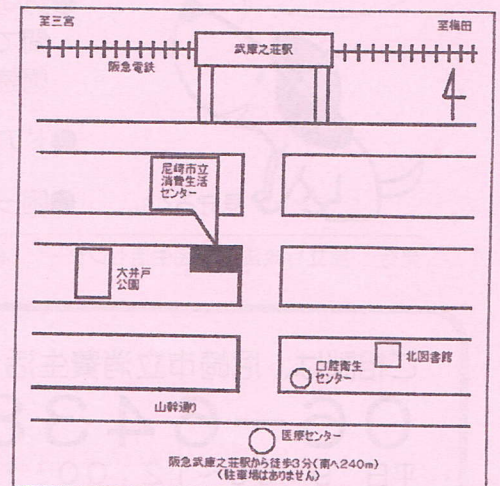 至三宮
至梅田
武庫之荘駅
阪急電鉄
尼崎市立
消費生活
センター
大井戸
公園
北図書館
口腔衛生
センター
山幹通り
医療センター
阪急武庫之荘駅から徒歩3分(南へ240m)
(駐車場はありません)